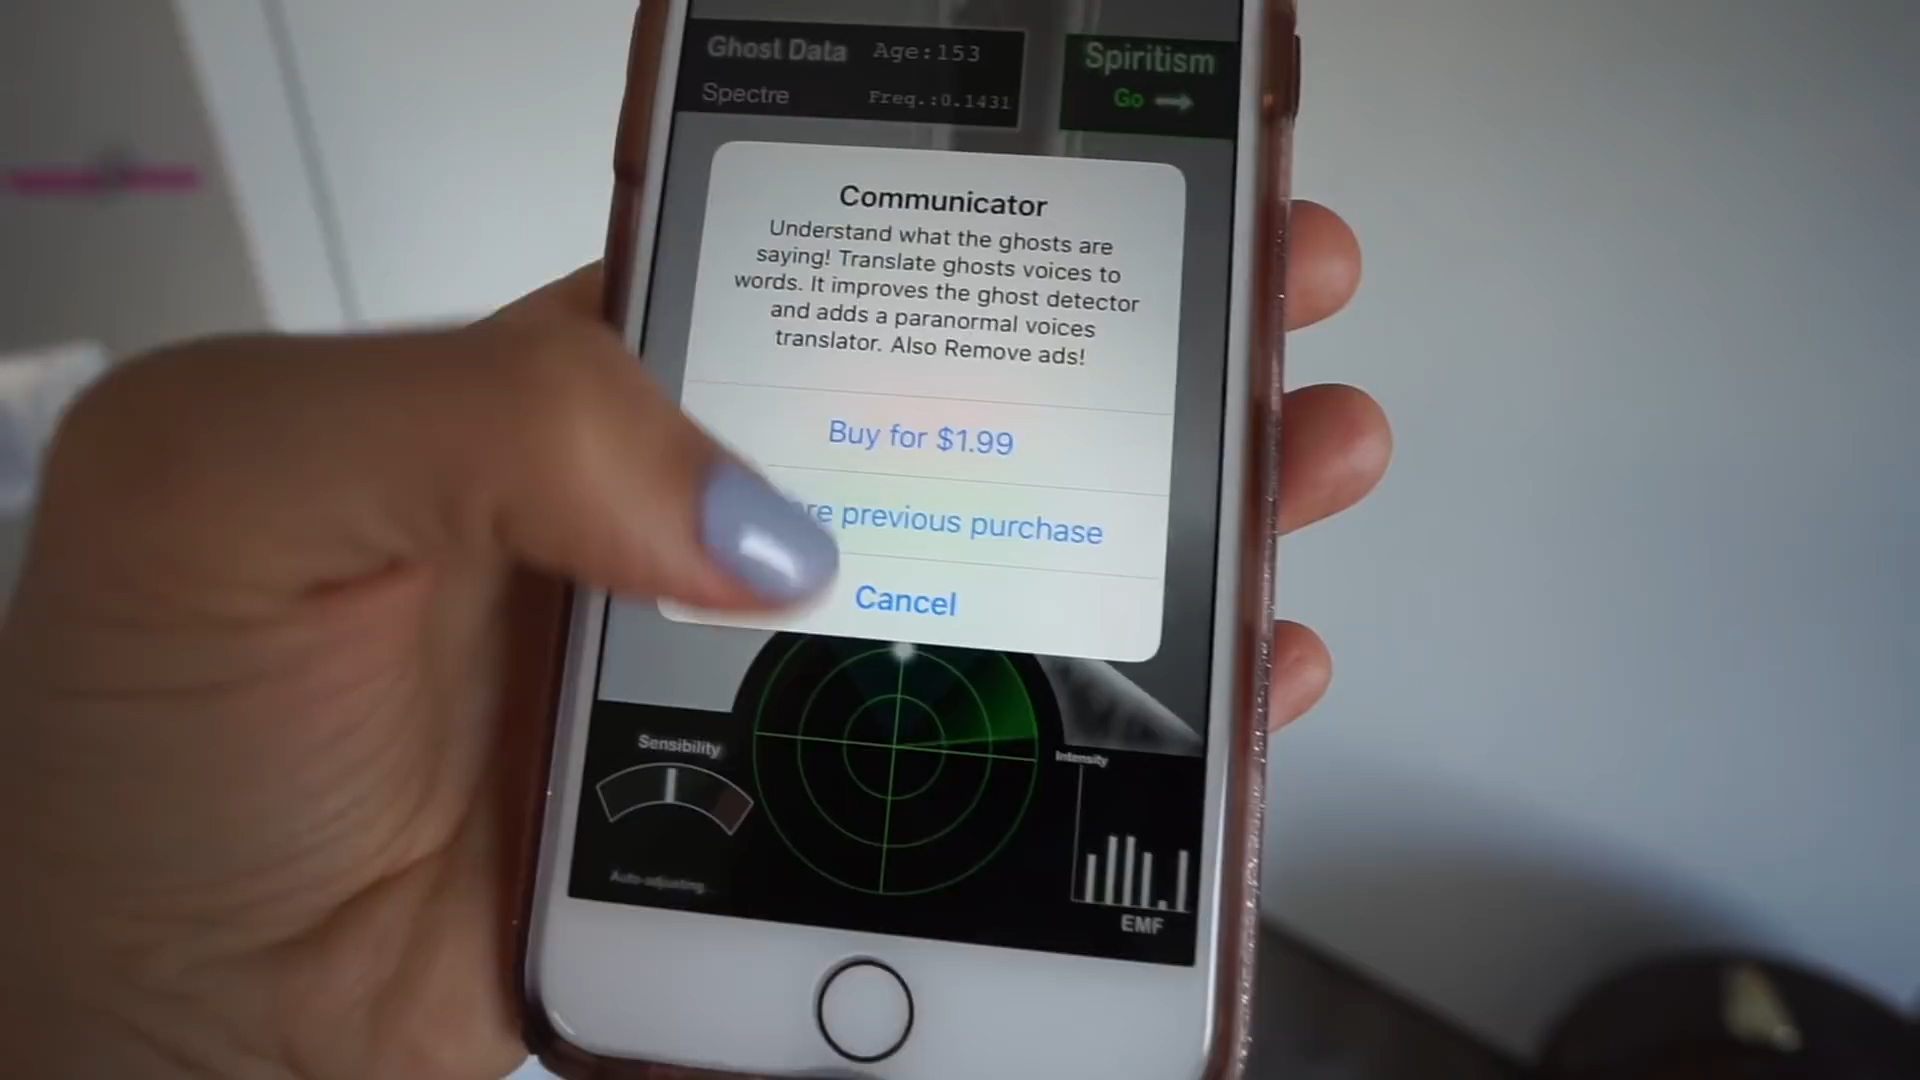 Ghost Data Age:153
Spectre Freq.:0.1431
Spiritism
Go
Communicator
Understand what the ghosts are
saying! Translate ghosts voices to
words. It improves the ghost detector
and adds a paranormal voices
translator. Also Remove ads!
Buy for $1.99
re previous purchase
Cancel
Sensibility
Auto-adjusting...
Intensity
EMF